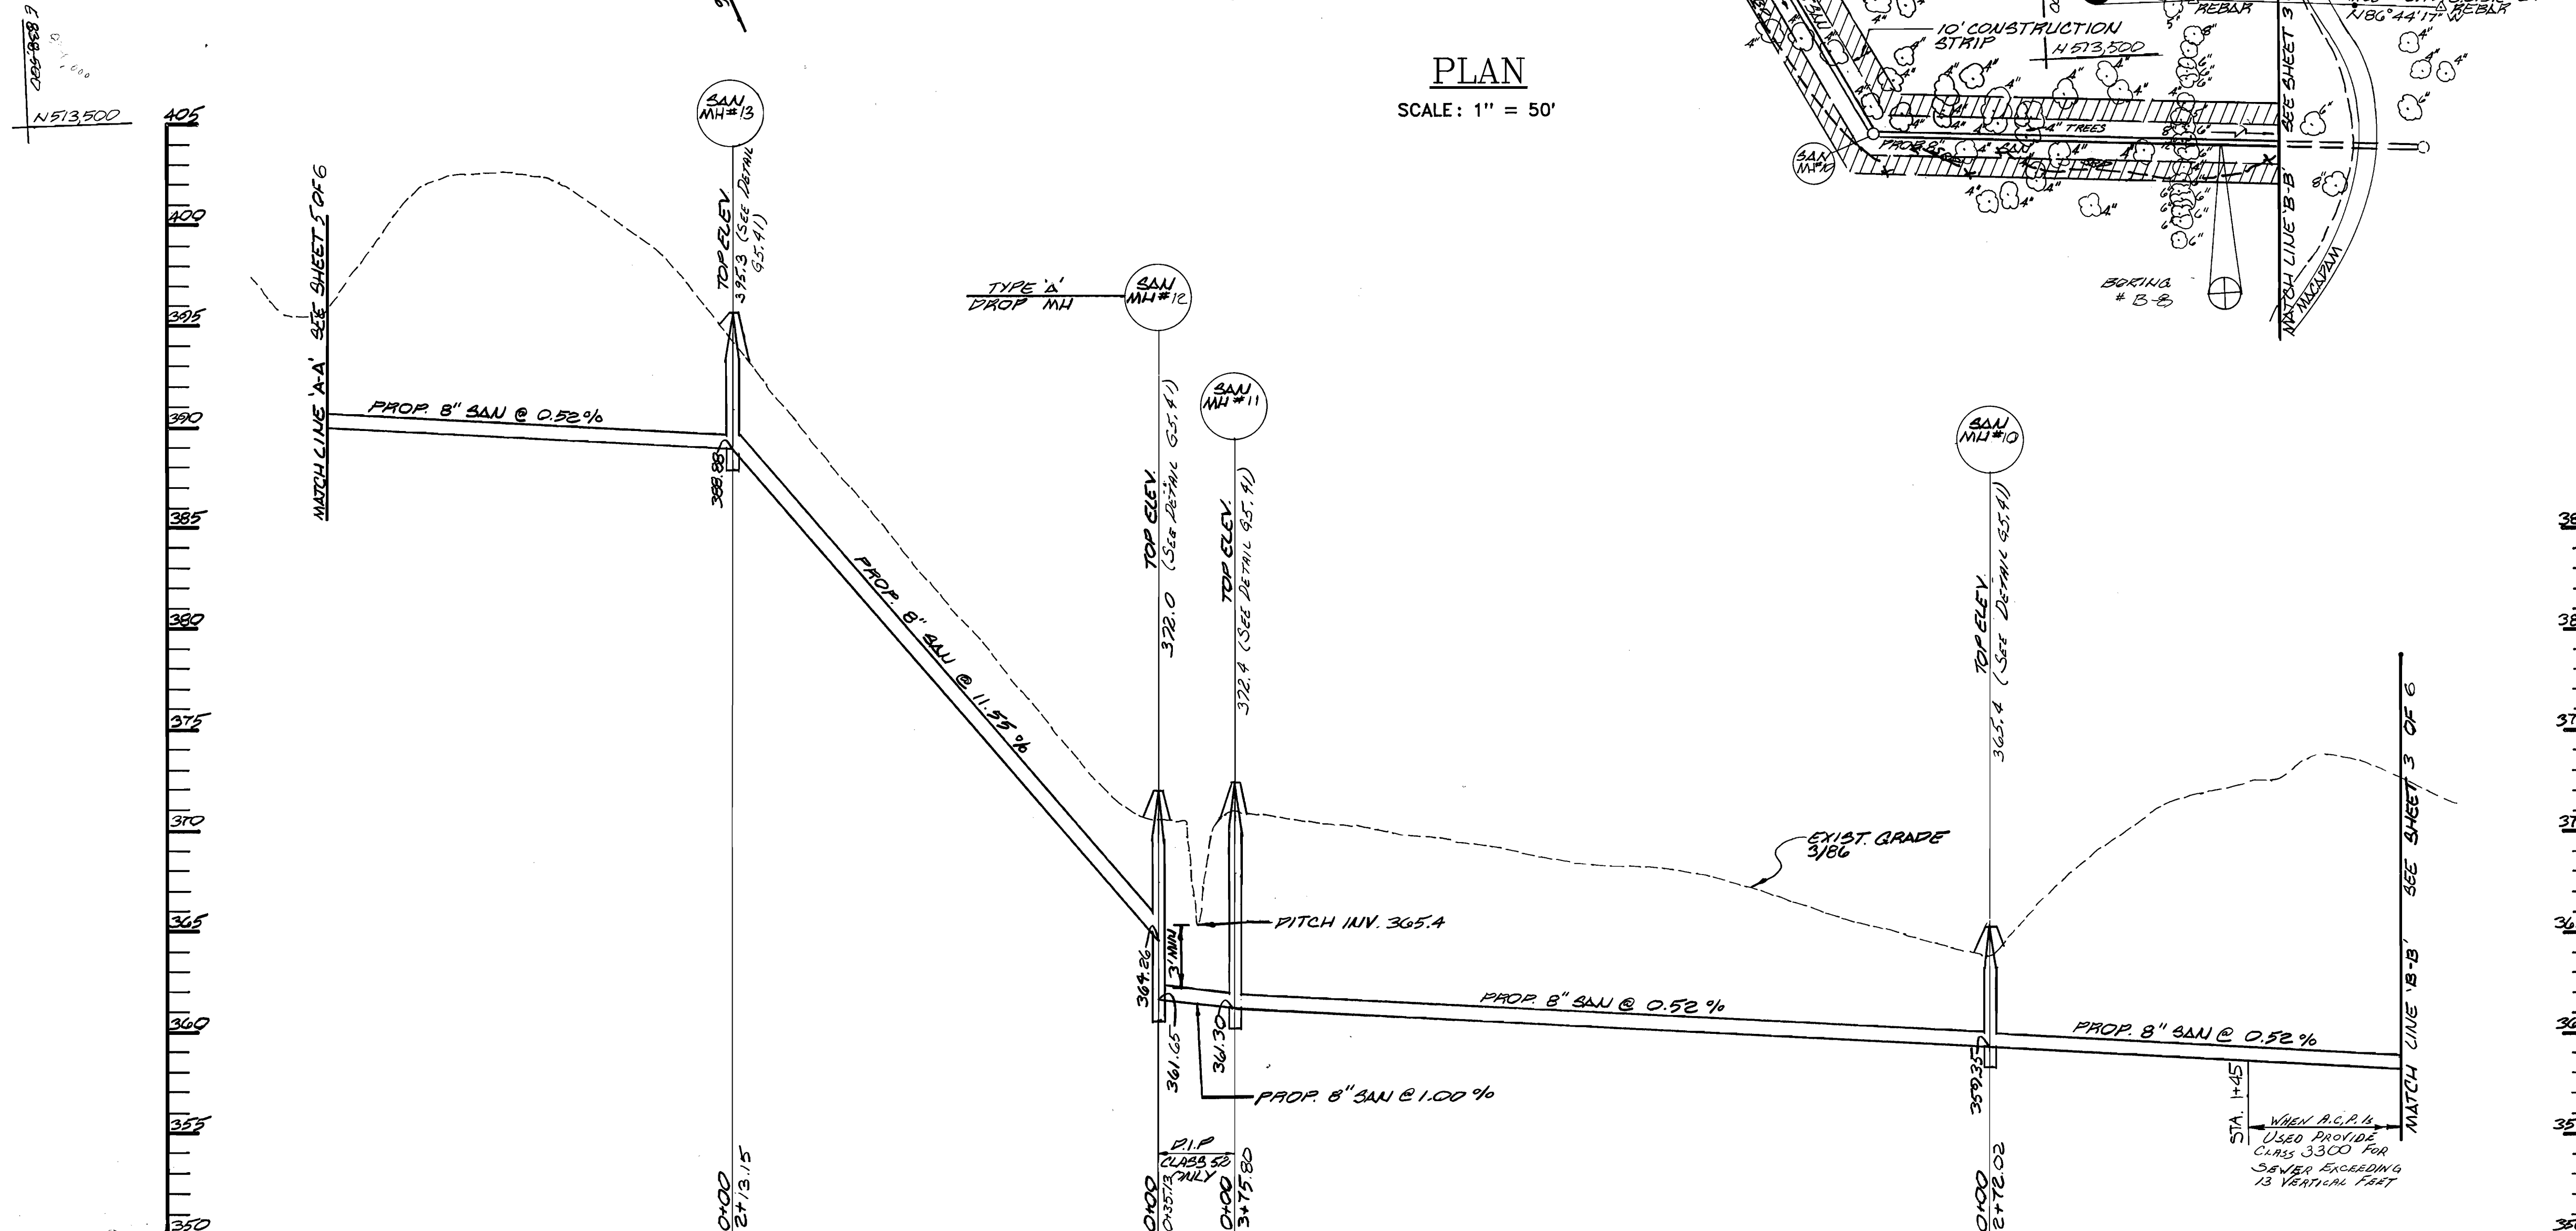 E 838,500
N513,500
PLAN
SCALE: 1" = 50'
10' CONSTRUCTION
STRIP
N 513,500
REBAR
REBAR
N86°44'17" W
SEE SHEET 3
MATCH LINE 'B-B'
MACADAM
TREES
PROP 8" SAN
SAN
MH#10
BORING
# B-8
405
400
395
390
385
380
375
370
365
360
355
350
MATCH LINE 'A-A' SEE SHEET 5 OF 6
PROP. 8" SAN @ 0.52%
SAN
MH#13
TOP ELEV.
395.3 (SEE DETAIL
G5.41)
388.88
0+00
2+13.15
PROP. 8" SAN @ 11.55%
TYPE 'A'
DROP MH
SAN
MH#12
TOP ELEV.
372.0 (SEE DETAIL G5.41)
364.26
3' MIN
361.65
0+00
0+35.13
SAN
MH#11
TOP ELEV.
372.4 (SEE DETAIL G5.41)
361.30
DITCH INV. 365.4
PROP. 8" SAN @ 1.00%
D.I.P
CLASS 52
ONLY
0+00
3+75.80
PROP. 8" SAN @ 0.52%
EXIST. GRADE
3/86
SAN
MH#10
TOP ELEV.
365.4 (SEE DETAIL G5.41)
359.35
0+00
2+72.02
PROP. 8" SAN @ 0.52%
STA. 1+45
WHEN A.C.P. IS
USED PROVIDE
CLASS 3300 FOR
SEWER EXCEEDING
13 VERTICAL FEET
MATCH LINE 'B-B' SEE SHEET 3 OF 6